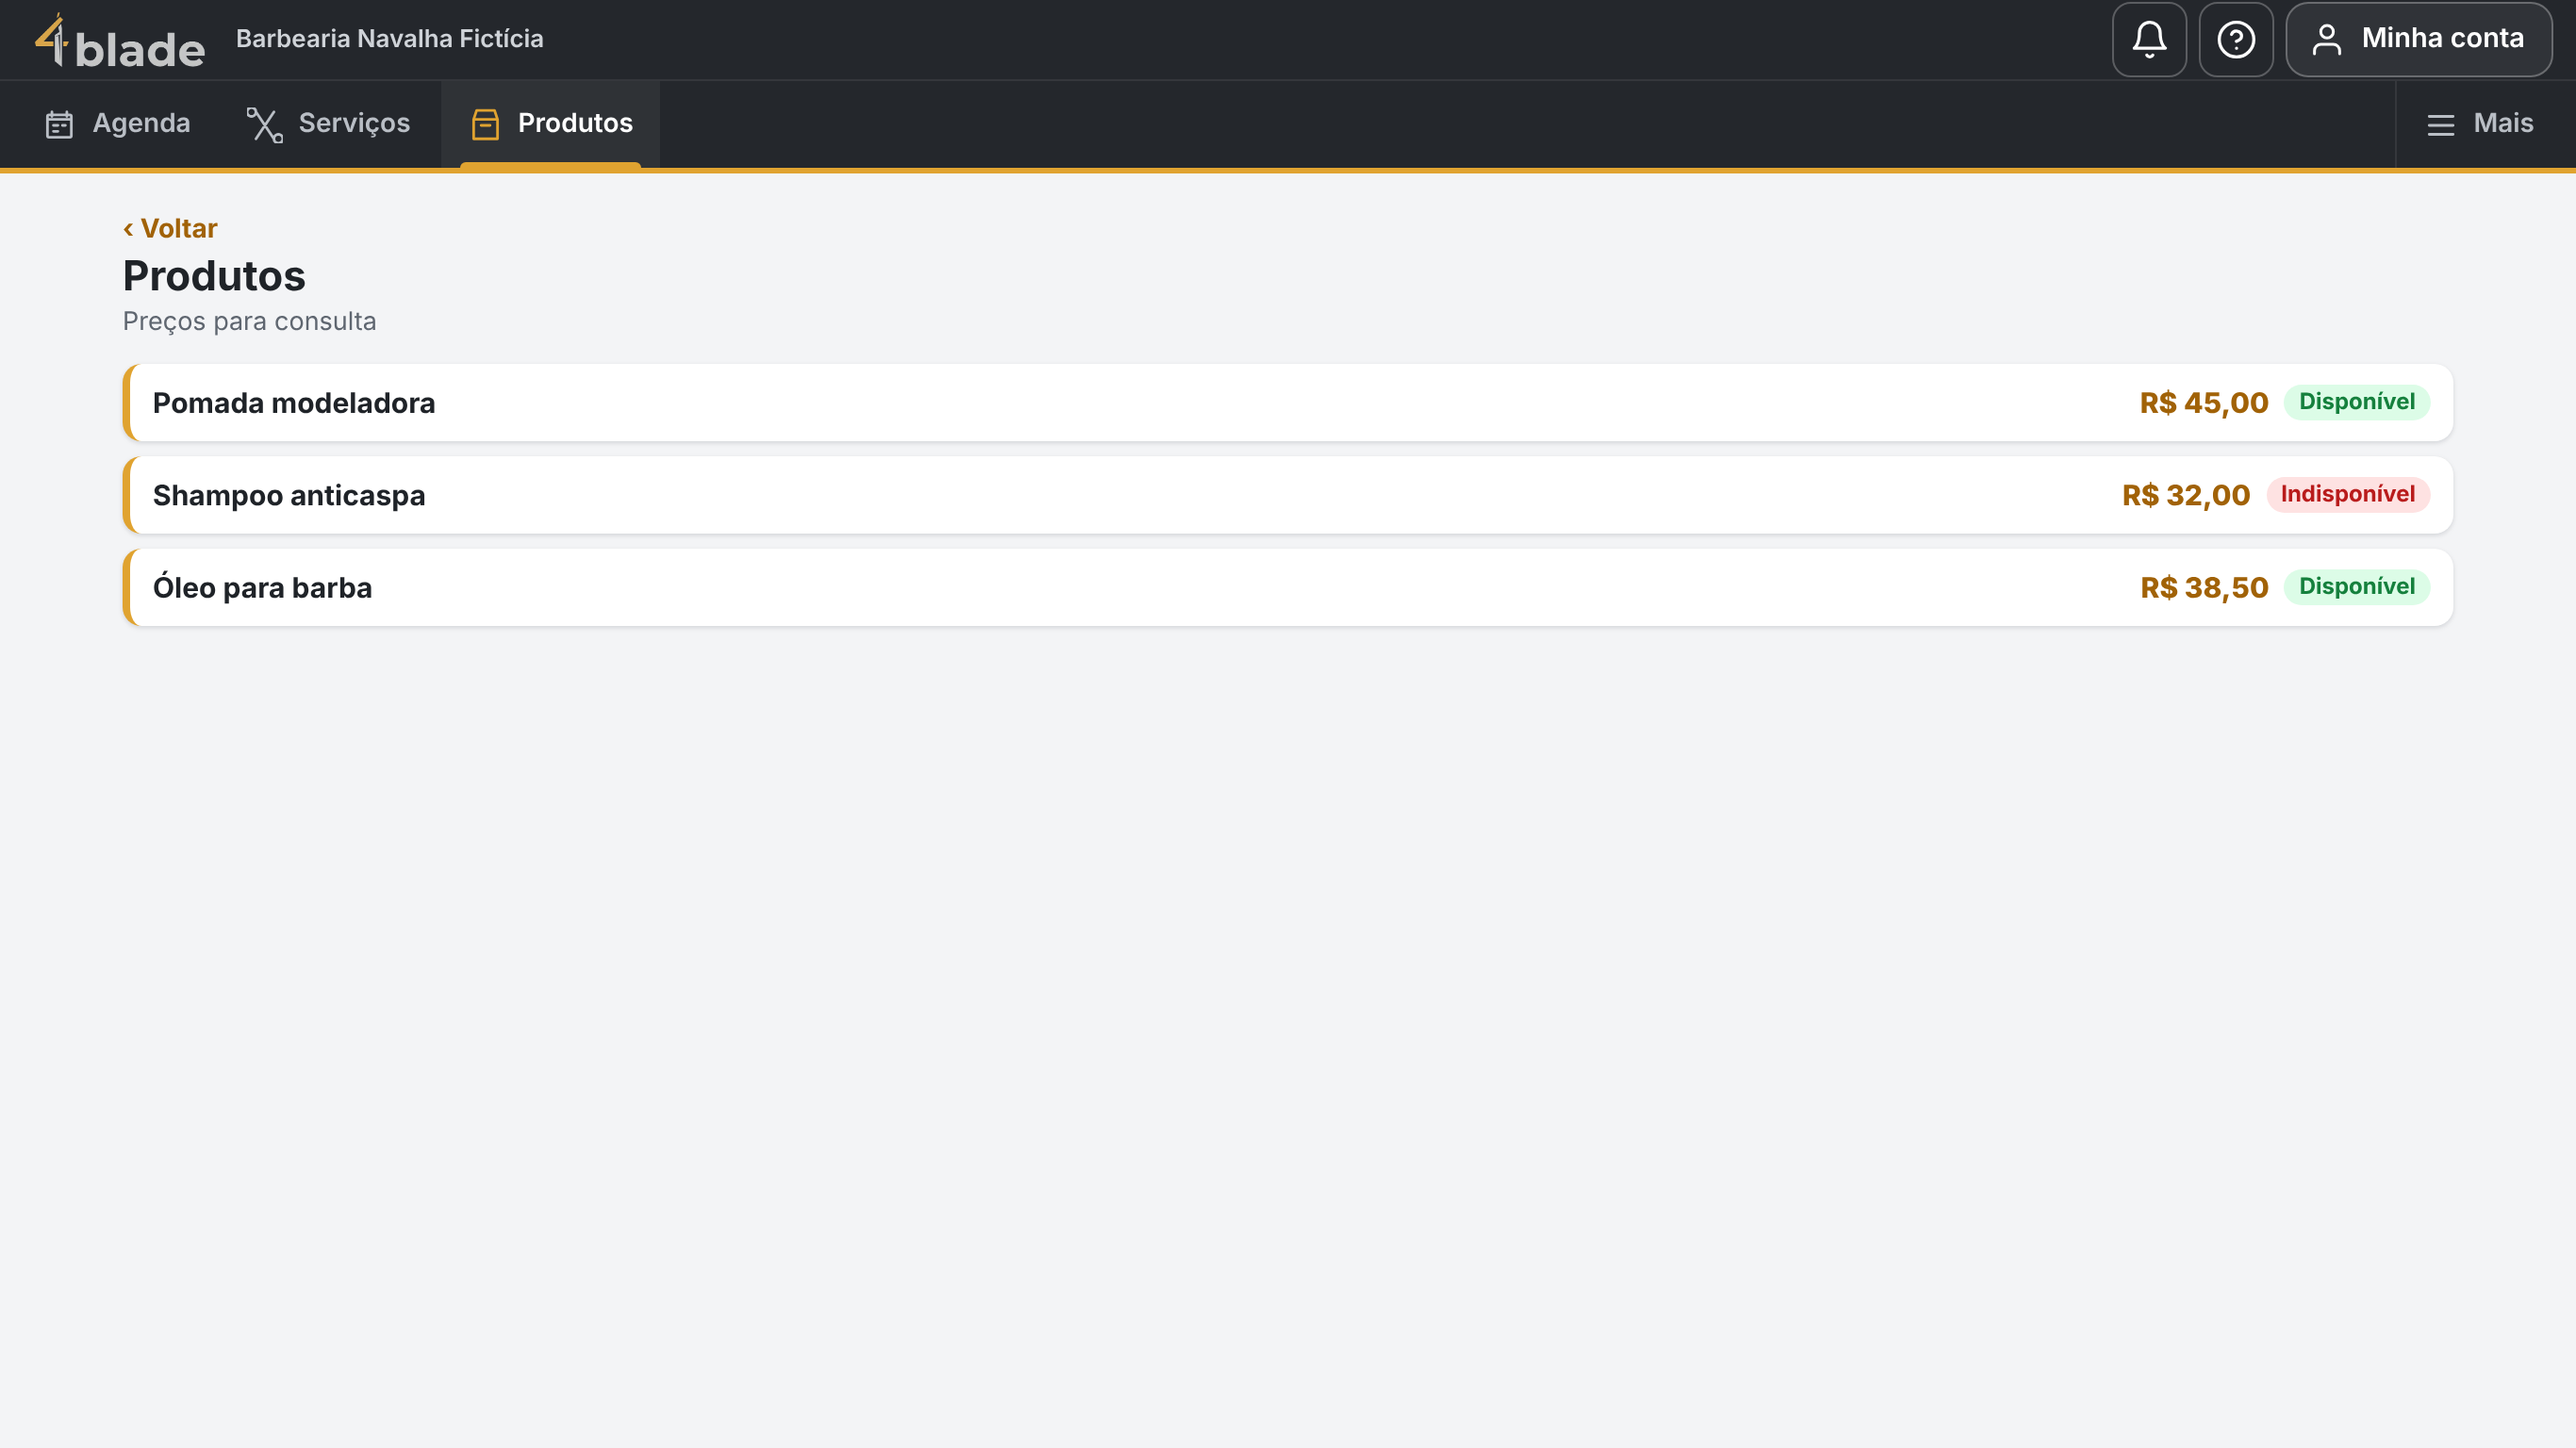 4blade
Barbearia Navalha Fictícia
Minha conta
Agenda
Serviços
Produtos
Mais
‹ Voltar
Produtos
Preços para consulta
Pomada modeladora R$ 45,00 Disponível
Shampoo anticaspa R$ 32,00 Indisponível
Óleo para barba R$ 38,50 Disponível